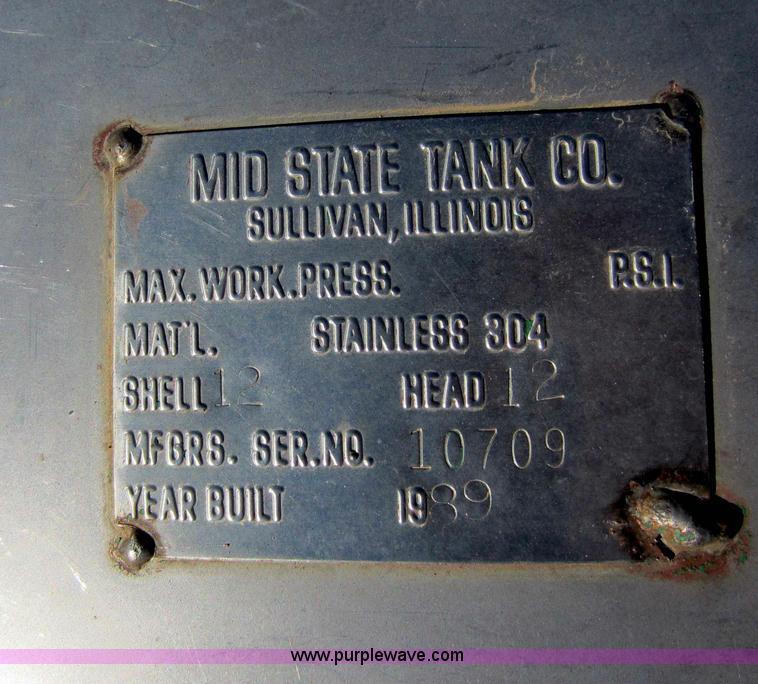 MID STATE TANK CO.
SULLIVAN, ILLINOIS
MAX. WORK. PRESS. P.S.I.
MAT'L. STAINLESS 304
SHELL 12 HEAD 12
MFGRS. SER. NO. 10709
YEAR BUILT 1989
www.purplewave.com